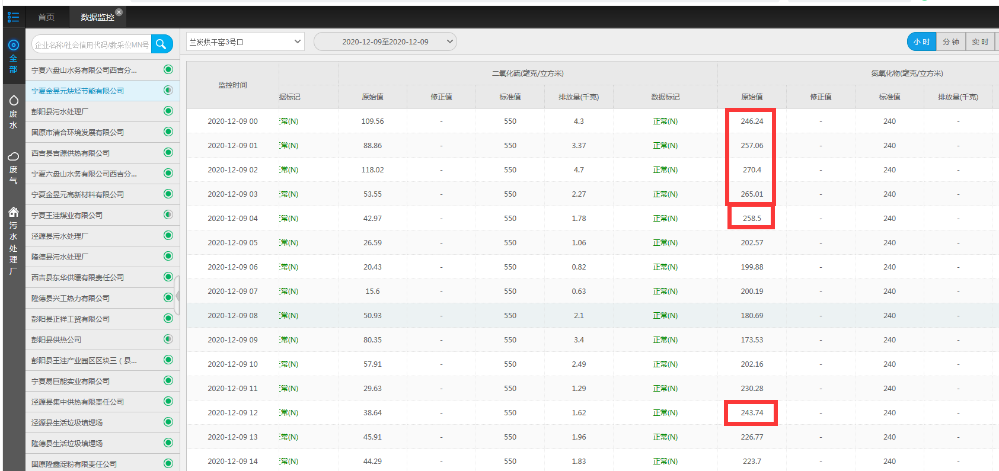 首页 数据监控
全部
废水
废气
污水处理厂
企业名称/社会信用代码/数采仪MN号
宁夏六盘山水务有限公司西吉分...
宁夏金昱元炔烃节能有限公司
彭阳县污水处理厂
固原市清合环境发展有限公司
西吉县吉源供热有限公司
宁夏六盘山水务有限公司西吉分...
宁夏金昱元高新材料有限公司
宁夏王洼煤业有限公司
泾源县污水处理厂
隆德县污水处理厂
西吉县东华供暖有限责任公司
隆德县兴工热力有限公司
彭阳县正祥工贸有限公司
彭阳县供热公司
彭阳县王洼产业园区区块三（县...
宁夏易巨能实业有限公司
泾源县集中供热有限责任公司
泾源县生活垃圾填埋场
隆德县生活垃圾填埋场
固原隆鑫淀粉有限责任公司
兰炭烘干窑3号口 2020-12-09至2020-12-09 小时 分钟 实时
监控时间 二氧化硫(毫克/立方米) 氮氧化物(毫克/立方米)
据标记 原始值 修正值 标准值 排放量(千克) 数据标记 原始值 修正值 标准值 排放量(千克)
2020-12-09 00 常(N) 109.56 - 550 4.3 正常(N) 246.24 - 240 -
2020-12-09 01 常(N) 88.86 - 550 3.37 正常(N) 257.06 - 240 -
2020-12-09 02 常(N) 118.02 - 550 4.7 正常(N) 270.4 - 240 -
2020-12-09 03 常(N) 53.55 - 550 2.27 正常(N) 265.01 - 240 -
2020-12-09 04 常(N) 42.97 - 550 1.78 正常(N) 258.5 - 240 -
2020-12-09 05 常(N) 26.59 - 550 1.06 正常(N) 202.57 - 240 -
2020-12-09 06 常(N) 20.43 - 550 0.82 正常(N) 199.88 - 240 -
2020-12-09 07 常(N) 15.6 - 550 0.63 正常(N) 200.19 - 240 -
2020-12-09 08 常(N) 50.93 - 550 2.1 正常(N) 180.69 - 240 -
2020-12-09 09 常(N) 80.35 - 550 3.4 正常(N) 173.53 - 240 -
2020-12-09 10 常(N) 57.91 - 550 2.49 正常(N) 202.16 - 240 -
2020-12-09 11 常(N) 29.63 - 550 1.29 正常(N) 230.28 - 240 -
2020-12-09 12 常(N) 38.64 - 550 1.62 正常(N) 243.74 - 240 -
2020-12-09 13 常(N) 45.91 - 550 1.96 正常(N) 226.77 - 240 -
2020-12-09 14 常(N) 44.29 - 550 1.83 正常(N) 223.7 - 240 -